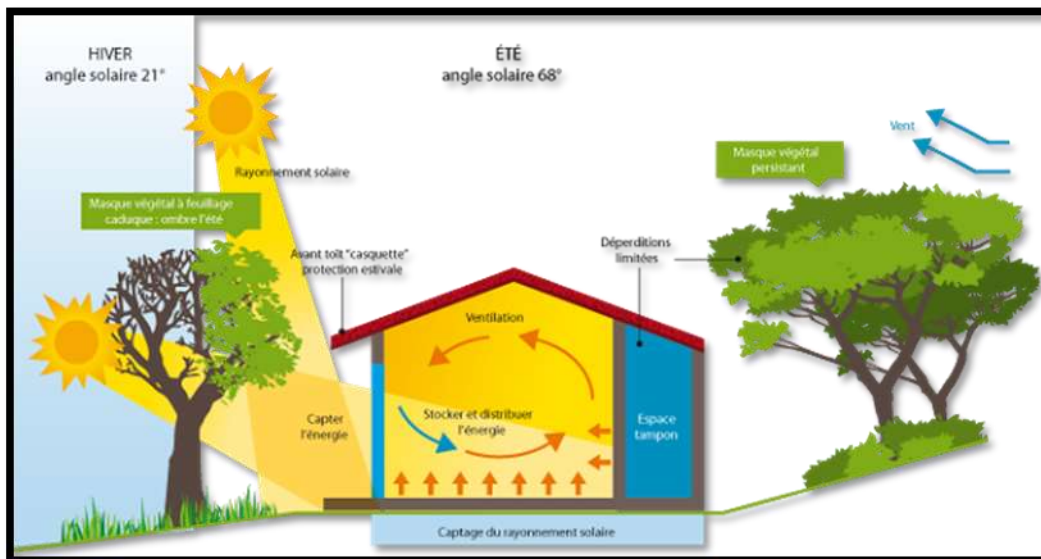 HIVER
angle solaire 21°
ÉTÉ
angle solaire 68°
Vent
Masque végétal
persistant
Rayonnement solaire
Masque végétal à feuillage
caduque : ombre l'été
Avant toît "casquette"
protection estivale
Déperditions
limitées
Ventilation
Capter
l'énergie
Stocker et distribuer
l'énergie
Espace
tampon
Captage du rayonnement solaire